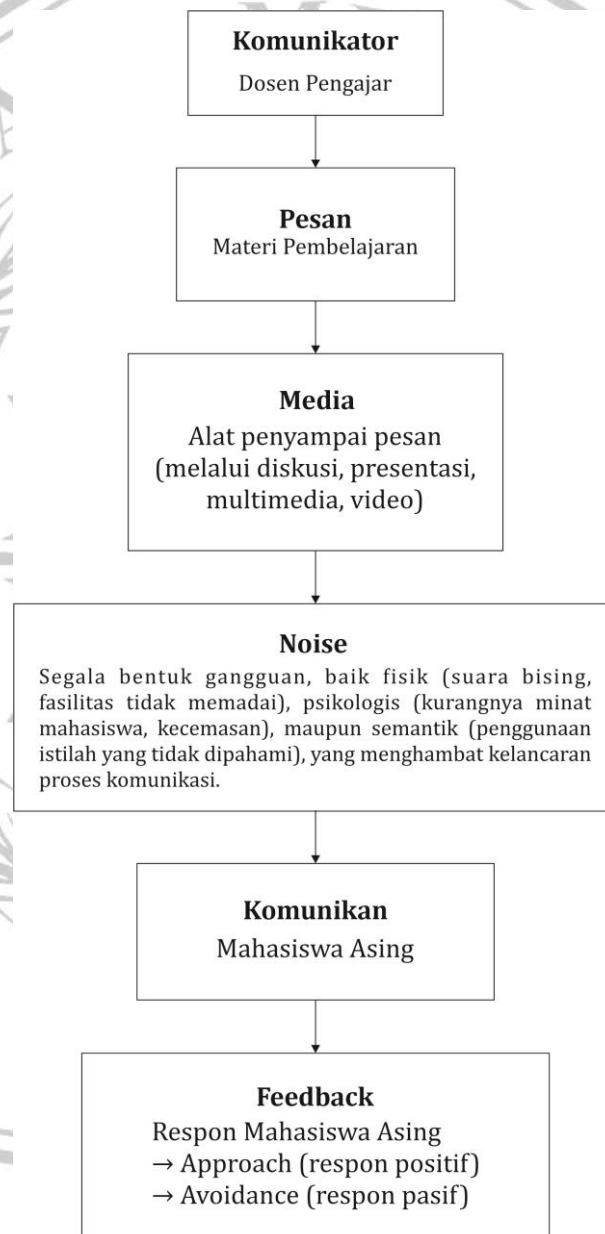 Komunikator
Dosen Pengajar
Pesan
Materi Pembelajaran
Media
Alat penyampai pesan
(melalui diskusi, presentasi,
multimedia, video)
Noise
Segala bentuk gangguan, baik fisik (suara bising,
fasilitas tidak memadai), psikologis (kurangnya minat
mahasiswa, kecemasan), maupun semantik (penggunaan
istilah yang tidak dipahami), yang menghambat kelancaran
proses komunikasi.
Komunikan
Mahasiswa Asing
Feedback
Respon Mahasiswa Asing
→ Approach (respon positif)
→ Avoidance (respon pasif)